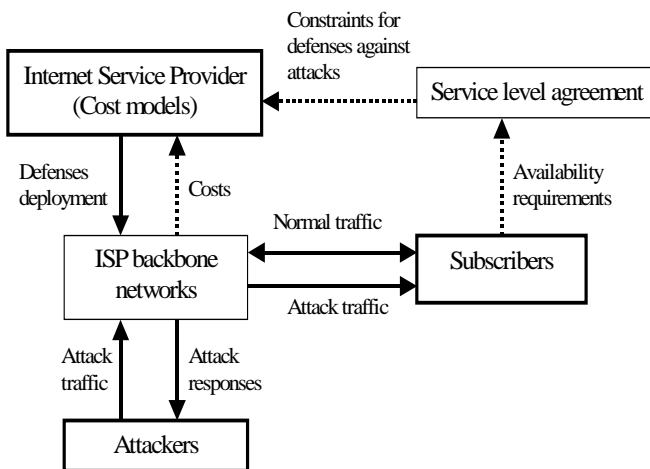 Constraints for
defenses against
attacks
Internet Service Provider
(Cost models)
Service level agreement
Defenses
deployment
Costs
Availability
requirements
Normal traffic
ISP backbone
networks
Subscribers
Attack traffic
Attack
traffic
Attack
responses
Attackers